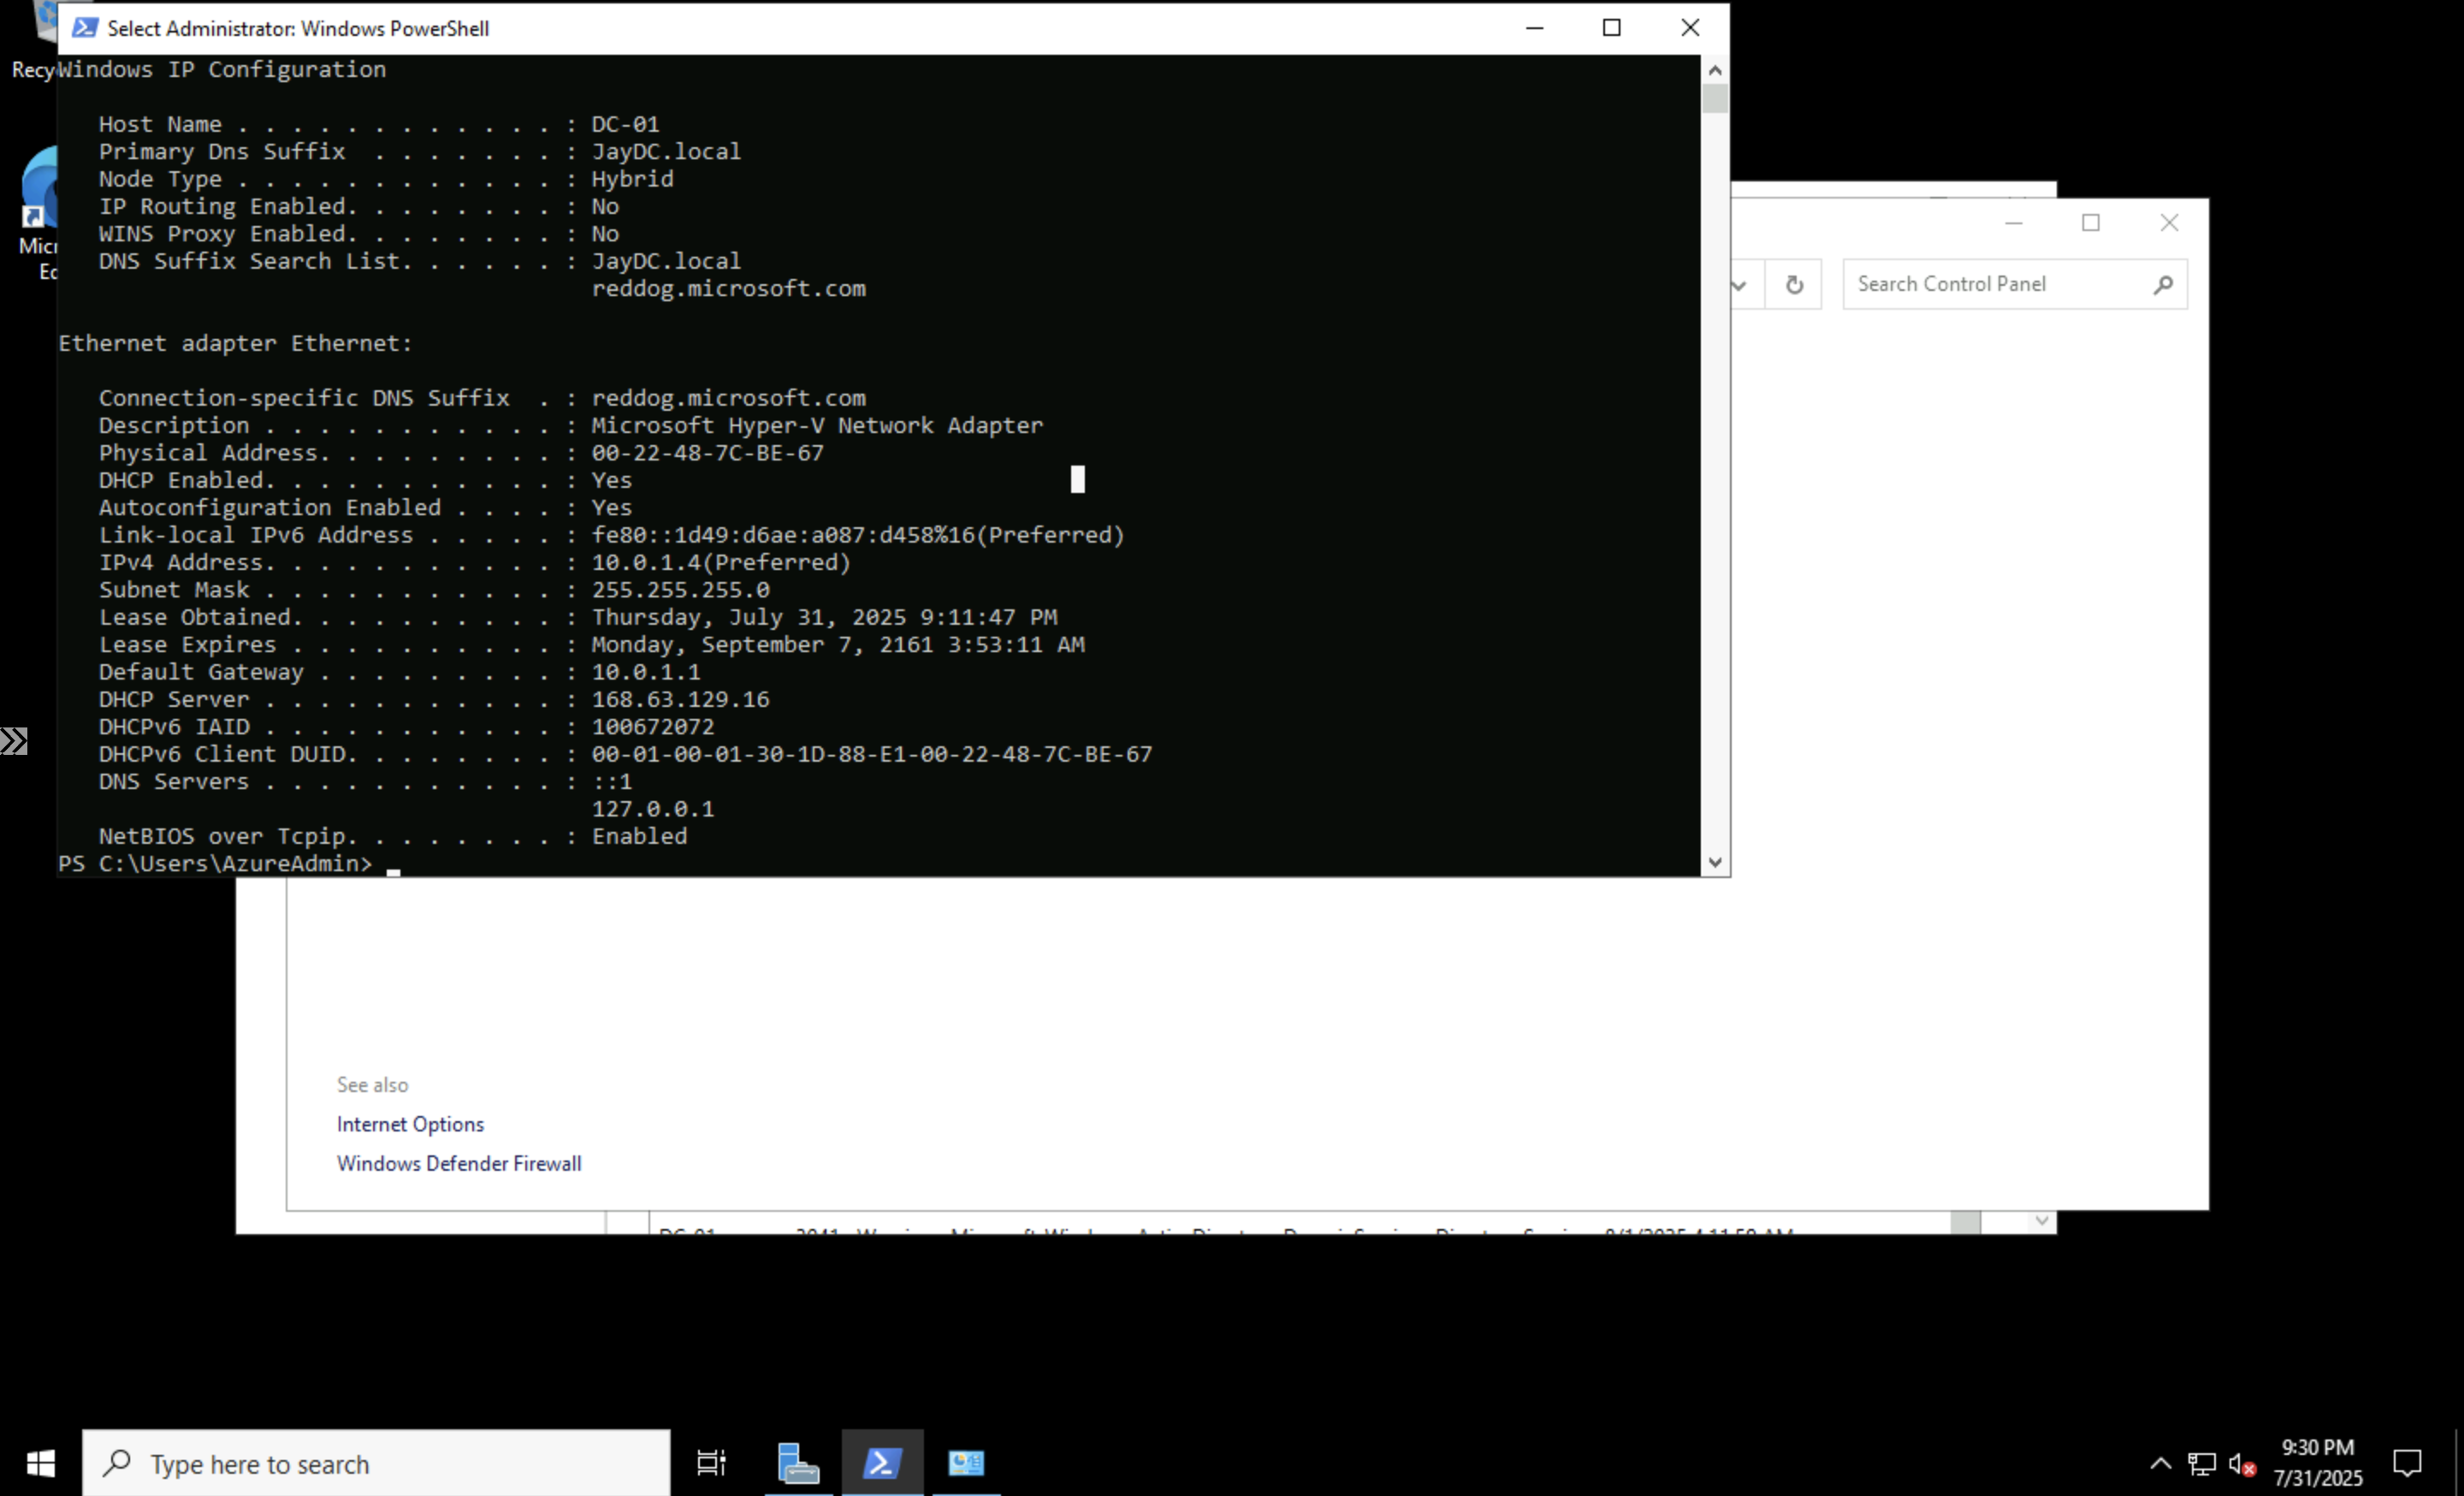 Select Administrator: Windows PowerShell
Recy
Windows IP Configuration
Host Name . . . . . . . . . . . . : DC-01
Primary Dns Suffix  . . . . . . . : JayDC.local
Node Type . . . . . . . . . . . . : Hybrid
IP Routing Enabled. . . . . . . . : No
WINS Proxy Enabled. . . . . . . . : No
DNS Suffix Search List. . . . . . : JayDC.local
reddog.microsoft.com
Micr
Ed
Search Control Panel
Ethernet adapter Ethernet:
Connection-specific DNS Suffix  . : reddog.microsoft.com
Description . . . . . . . . . . . : Microsoft Hyper-V Network Adapter
Physical Address. . . . . . . . . : 00-22-48-7C-BE-67
DHCP Enabled. . . . . . . . . . . : Yes
Autoconfiguration Enabled . . . . : Yes
Link-local IPv6 Address . . . . . : fe80::1d49:d6ae:a087:d458%16(Preferred)
IPv4 Address. . . . . . . . . . . : 10.0.1.4(Preferred)
Subnet Mask . . . . . . . . . . . : 255.255.255.0
Lease Obtained. . . . . . . . . . : Thursday, July 31, 2025 9:11:47 PM
Lease Expires . . . . . . . . . . : Monday, September 7, 2161 3:53:11 AM
Default Gateway . . . . . . . . . : 10.0.1.1
DHCP Server . . . . . . . . . . . : 168.63.129.16
DHCPv6 IAID . . . . . . . . . . . : 100672072
DHCPv6 Client DUID. . . . . . . . : 00-01-00-01-30-1D-88-E1-00-22-48-7C-BE-67
DNS Servers . . . . . . . . . . . : ::1
127.0.0.1
NetBIOS over Tcpip. . . . . . . . : Enabled
PS C:\Users\AzureAdmin>
See also
Internet Options
Windows Defender Firewall
Type here to search
9:30 PM
7/31/2025